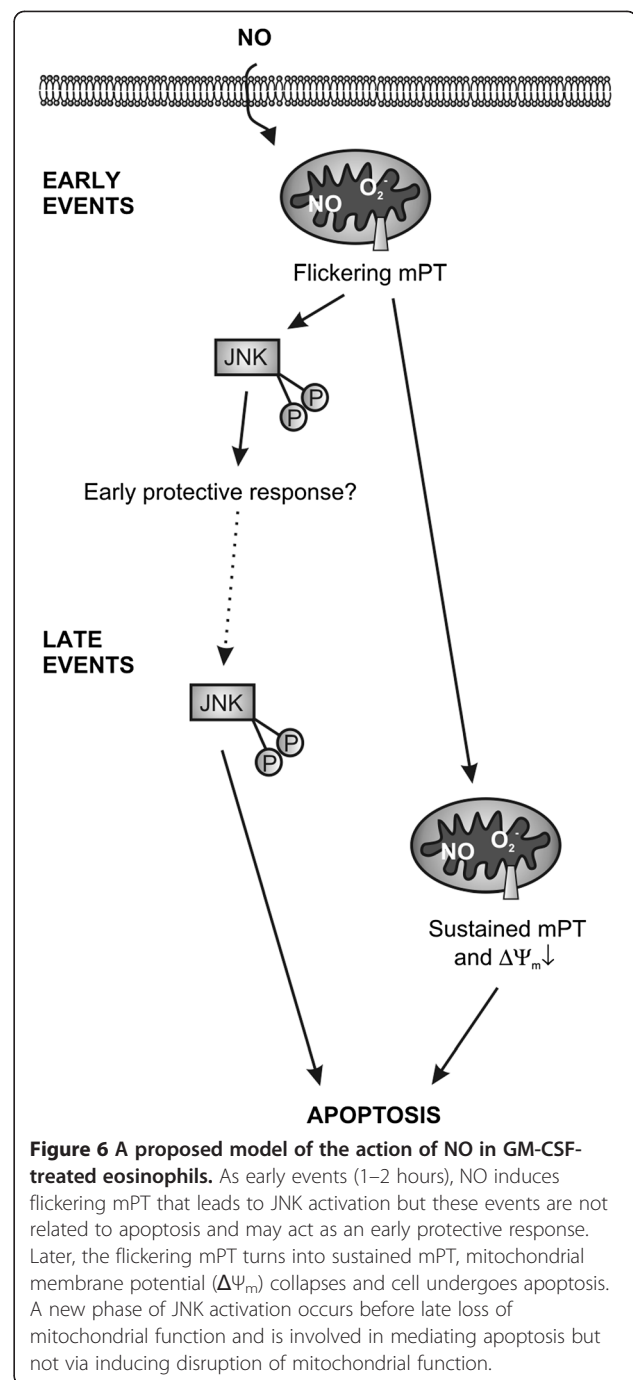 NO
EARLY
EVENTS
NO O₂⁻
Flickering mPT
JNK
P
P
Early protective response?
LATE
EVENTS
JNK
P
P
NO O₂⁻
Sustained mPT
and ΔΨₘ↓
APOPTOSIS
Figure 6 A proposed model of the action of NO in GM-CSF-
treated eosinophils. As early events (1–2 hours), NO induces
flickering mPT that leads to JNK activation but these events are not
related to apoptosis and may act as an early protective response.
Later, the flickering mPT turns into sustained mPT, mitochondrial
membrane potential (ΔΨₘ) collapses and cell undergoes apoptosis.
A new phase of JNK activation occurs before late loss of
mitochondrial function and is involved in mediating apoptosis but
not via inducing disruption of mitochondrial function.